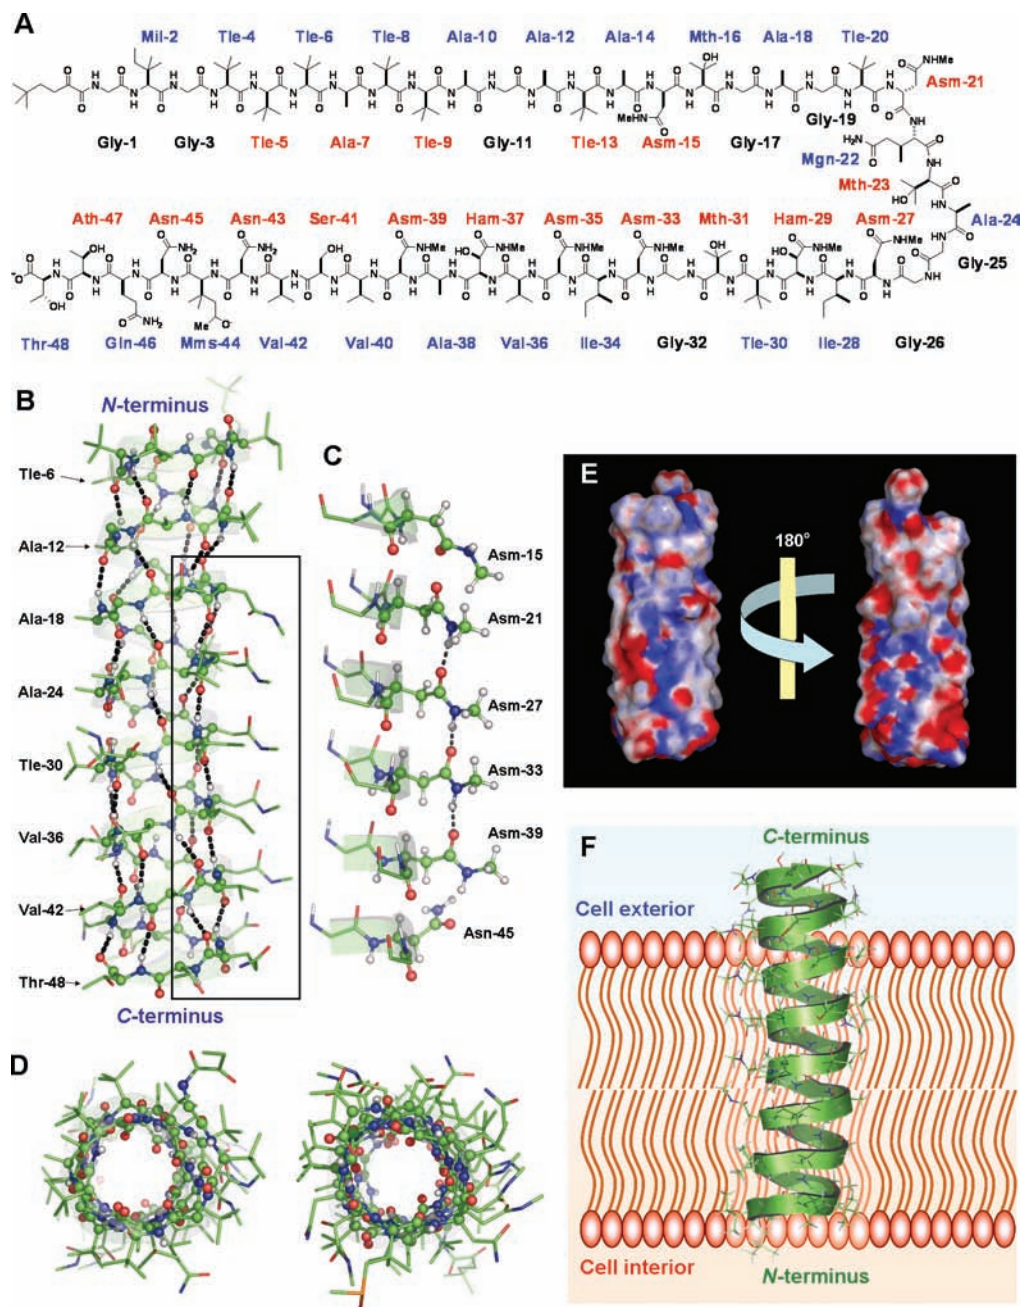 A
Mil-2 Tle-4 Tle-6 Tle-8 Ala-10 Ala-12 Ala-14 Mth-16 Ala-18 Tle-20
Gly-1 Gly-3 Tle-5 Ala-7 Tle-9 Gly-11 Tle-13 Asm-15 Gly-17 Gly-19 Asm-21
Mgn-22
Mth-23
Ala-24
Gly-25
Ath-47 Asn-45 Asn-43 Ser-41 Asm-39 Ham-37 Asm-35 Asm-33 Mth-31 Ham-29 Asm-27
Thr-48 Gln-46 Mms-44 Val-42 Val-40 Ala-38 Val-36 Ile-34 Gly-32 Tle-30 Ile-28 Gly-26
B
N-terminus
Tle-6
Ala-12
Ala-18
Ala-24
Tle-30
Val-36
Val-42
Thr-48
C-terminus
C
Asm-15
Asm-21
Asm-27
Asm-33
Asm-39
Asn-45
D
E
180°
F
C-terminus
Cell exterior
Cell interior
N-terminus